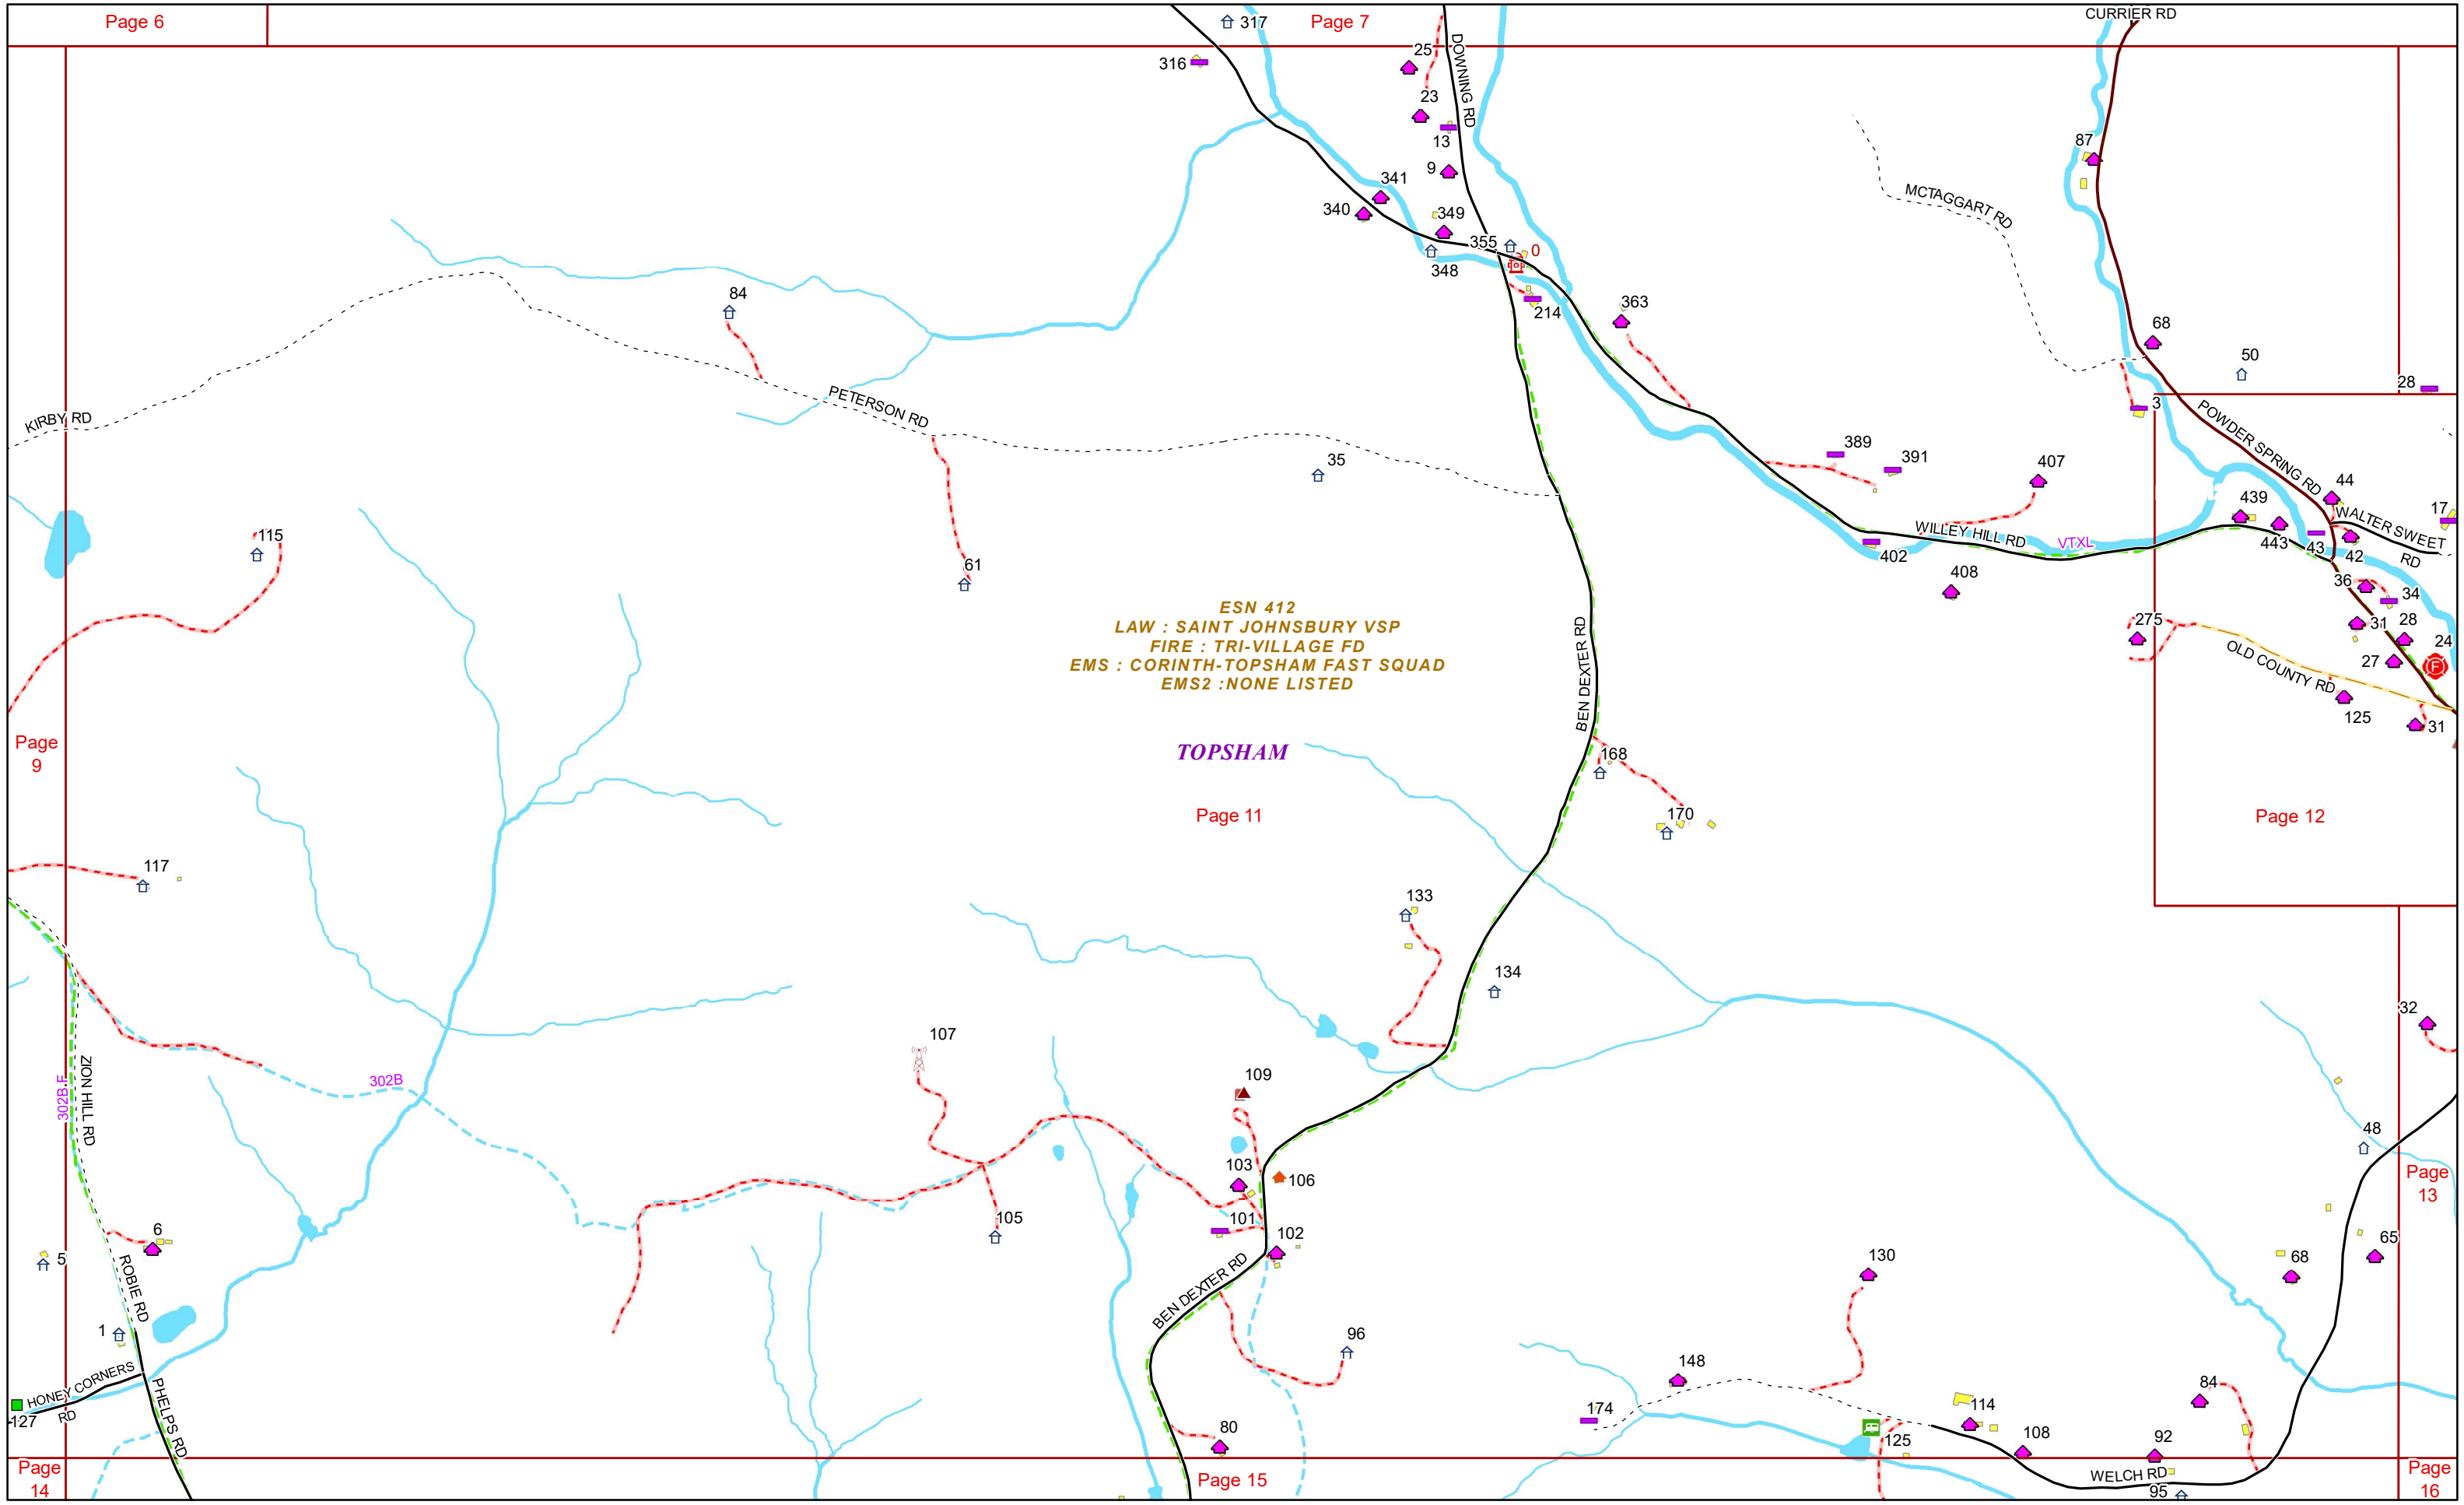 Page 6
317
Page 7
CURRIER RD
316
25
DOWNING RD
23
13
87
9
341
340
349
MCTAGGART RD
355
0
348
84
214
363
68
50
28
3
KIRBY RD
PETERSON RD
POWDER SPRING RD
35
389
391
407
44
439
17
WALTER SWEET
RD
115
WILLEY HILL RD
VTXL
402
443
43
42
61
408
36
34
ESN 412
LAW : SAINT JOHNSBURY VSP
FIRE : TRI-VILLAGE FD
EMS : CORINTH-TOPSHAM FAST SQUAD
EMS2 :NONE LISTED
BEN DEXTER RD
275
31
28
24
F
27
OLD COUNTY RD
125
31
Page
9
TOPSHAM
168
Page 11
170
Page 12
117
133
134
32
107
302B
302B.F
ZION HILL RD
109
48
103
106
Page
13
105
101
102
6
5
ROBIE RD
BEN DEXTER RD
130
68
65
1
96
148
HONEY CORNERS
RD
127
PHELPS RD
84
174
114
80
125
108
92
Page
14
Page 15
WELCH RD
95
Page
16